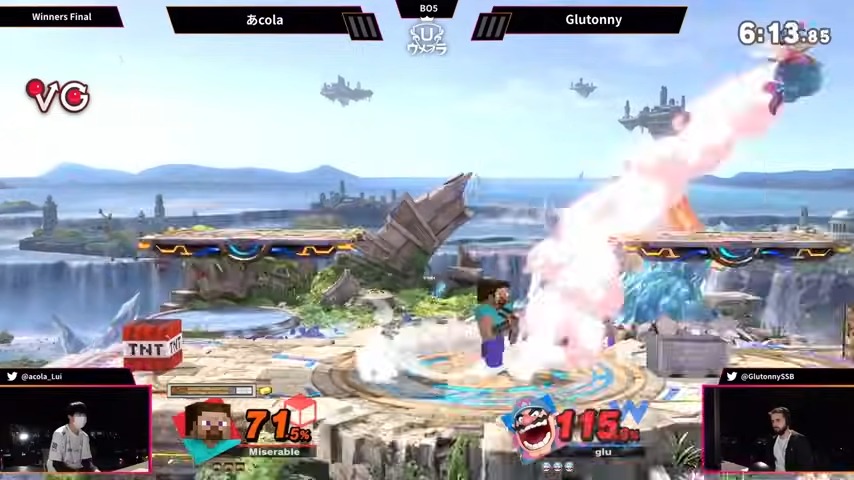 Winners Final
あcola
BO5
Glutonny
U
ウメブラ
6:13.85
VG
TNT
TNT
@acola_Lui
@GlutonnySSB
71.5%
Miserable
glu